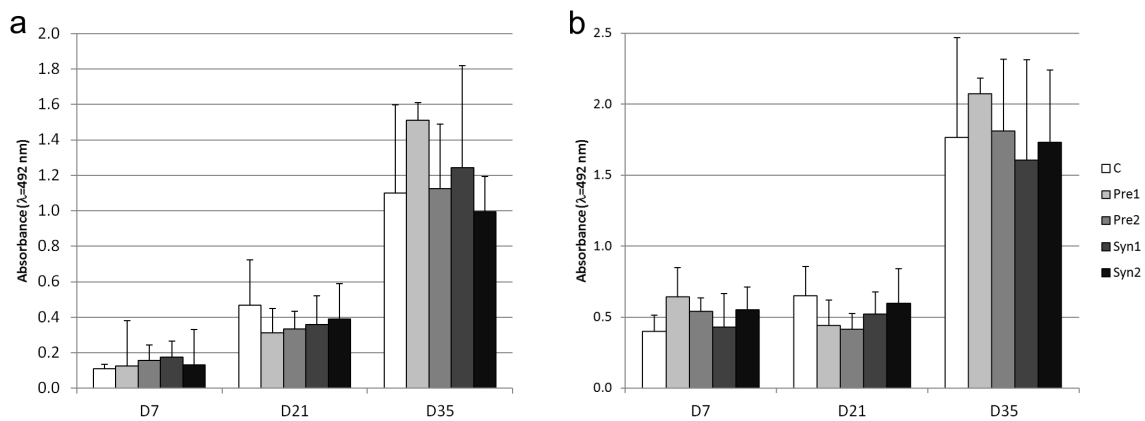 a
Absorbance (λ=492 nm)
2.0
1.8
1.6
1.4
1.2
1.0
0.8
0.6
0.4
0.2
0.0
D7 D21 D35
b
Absorbance (λ=492 nm)
2.5
2.0
1.5
1.0
0.5
0.0
D7 D21 D35
C
Pre1
Pre2
Syn1
Syn2